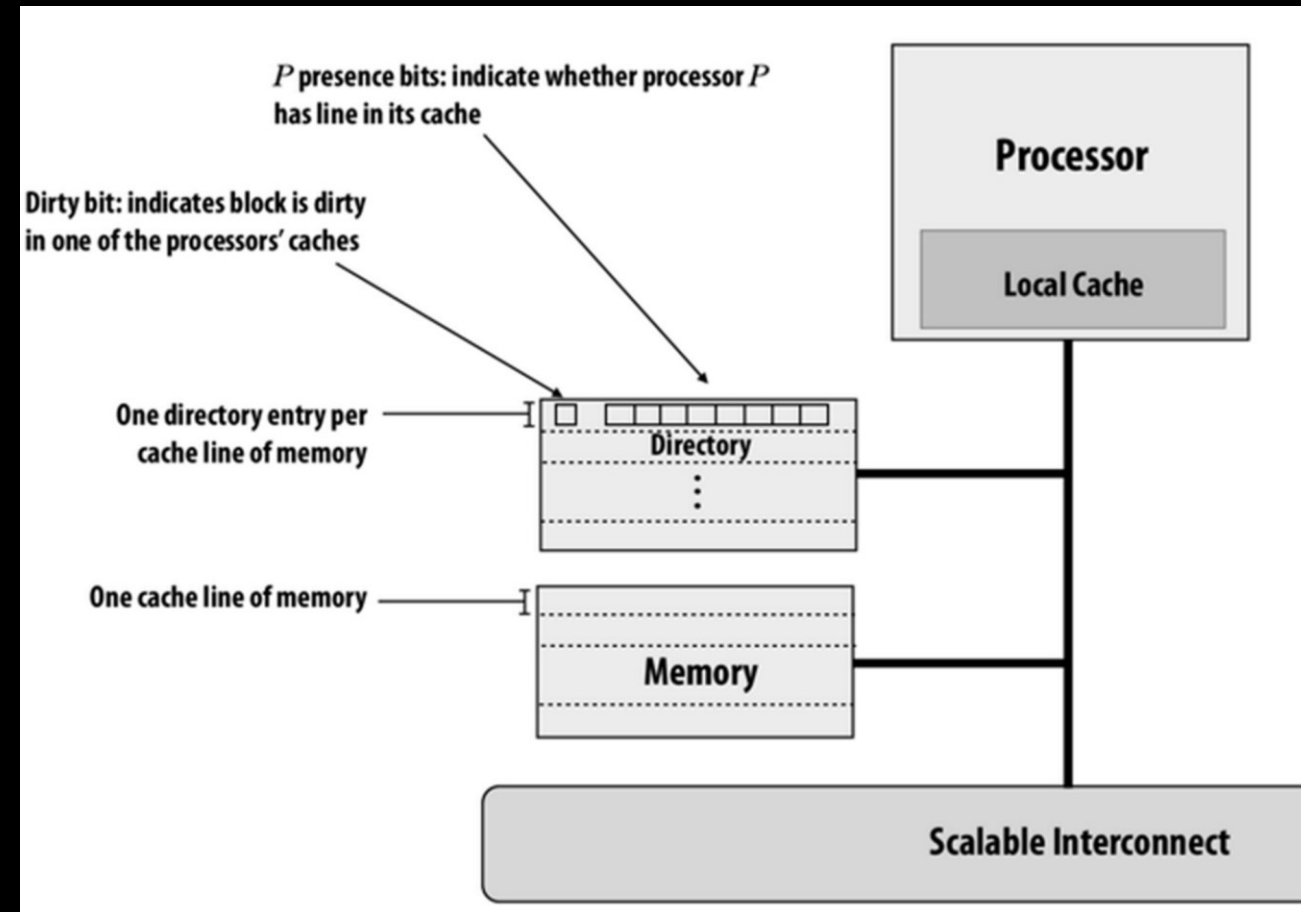 P presence bits: indicate whether processor P
has line in its cache
Processor
Dirty bit: indicates block is dirty
in one of the processors’ caches
Local Cache
One directory entry per
cache line of memory
Directory
One cache line of memory
Memory
Scalable Interconnect